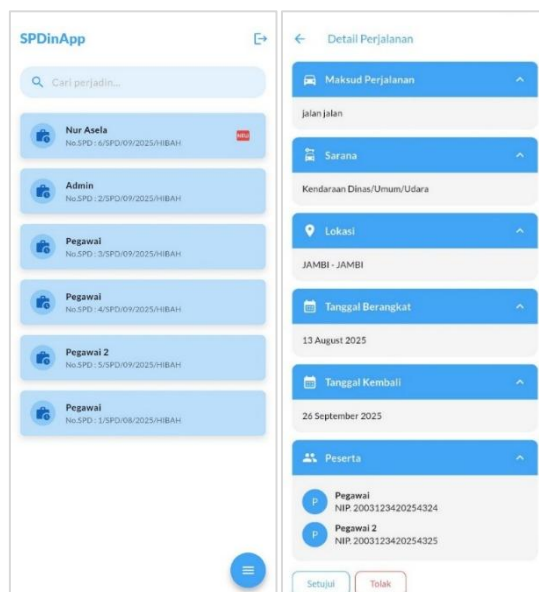 SPDinApp
Cari perjadin...
Nur Asela
No.SPD : 6/SPD/09/2025/HIBAH
Admin
No.SPD : 2/SPD/09/2025/HIBAH
Pegawai
No.SPD : 3/SPD/09/2025/HIBAH
Pegawai
No.SPD : 4/SPD/09/2025/HIBAH
Pegawai 2
No.SPD : 5/SPD/09/2025/HIBAH
Pegawai
No.SPD : 1/SPD/08/2025/HIBAH
Detail Perjalanan
Maksud Perjalanan
jalan jalan
Sarana
Kendaraan Dinas/Umum/Udara
Lokasi
JAMBI - JAMBI
Tanggal Berangkat
13 August 2025
Tanggal Kembali
26 September 2025
Peserta
P
Pegawai
NIP. 2003123420254324
P
Pegawai 2
NIP. 2003123420254325
Setujui
Tolak